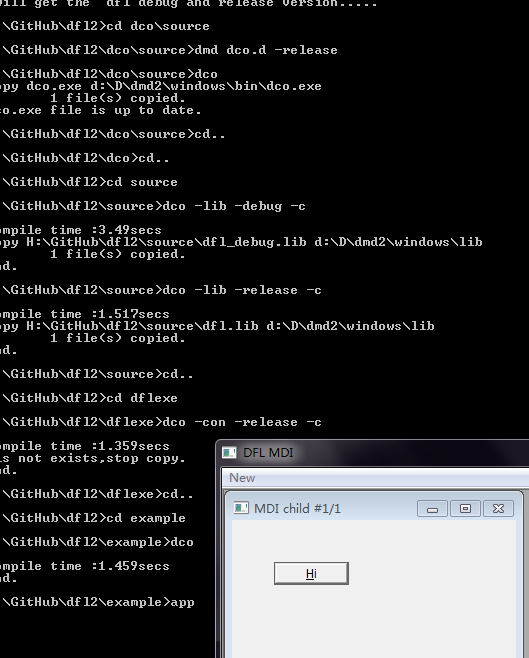 will get the dfl debug and release version.....
\GitHub\dfl2>cd dco\source
\GitHub\dfl2\dco\source>dmd dco.d -release
\GitHub\dfl2\dco\source>dco
opy dco.exe d:\D\dmd2\windows\bin\dco.exe
1 file(s) copied.
co.exe file is up to date.
\GitHub\dfl2\dco\source>cd..
\GitHub\dfl2\dco>cd..
\GitHub\dfl2>cd source
\GitHub\dfl2\source>dco -lib -debug -c
ompile time :3.49secs
opy H:\GitHub\dfl2\source\dfl_debug.lib d:\D\dmd2\windows\lib
1 file(s) copied.
nd.
\GitHub\dfl2\source>dco -lib -release -c
ompile time :1.517secs
opy H:\GitHub\dfl2\source\dfl.lib d:\D\dmd2\windows\lib
1 file(s) copied.
nd.
\GitHub\dfl2\source>cd..
\GitHub\dfl2>cd dflexe
\GitHub\dfl2\dflexe>dco -con -release -c
ompile time :1.359secs
is not exists,stop copy.
nd.
\GitHub\dfl2\dflexe>cd..
\GitHub\dfl2>cd example
\GitHub\dfl2\example>dco
ompile time :1.459secs
nd.
\GitHub\dfl2\example>app
DFL MDI
New
MDI child #1/1
Hi